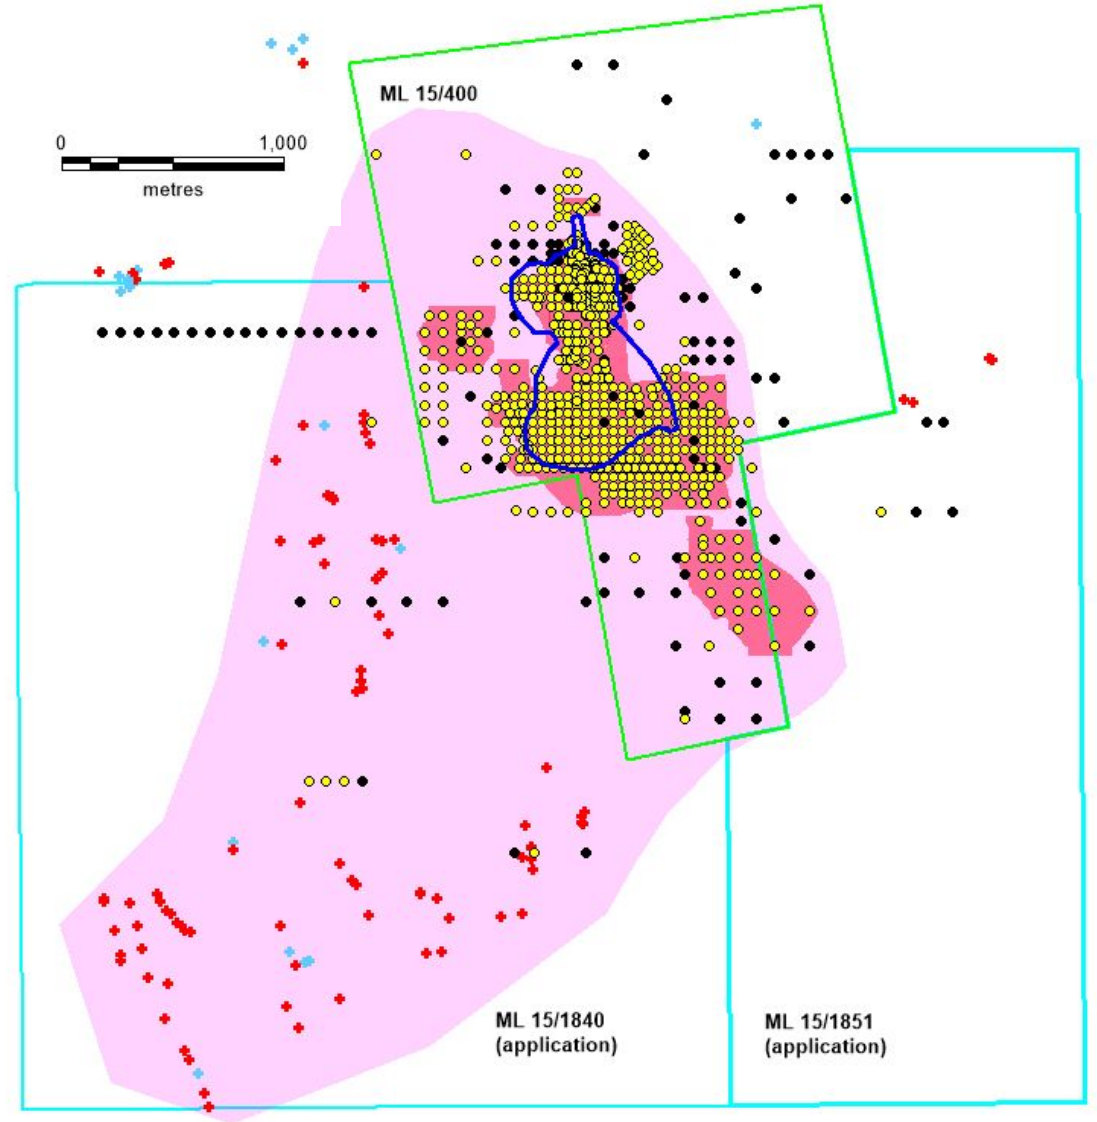 ML 15/400
0 1,000
metres
ML 15/1840
(application)
ML 15/1851
(application)